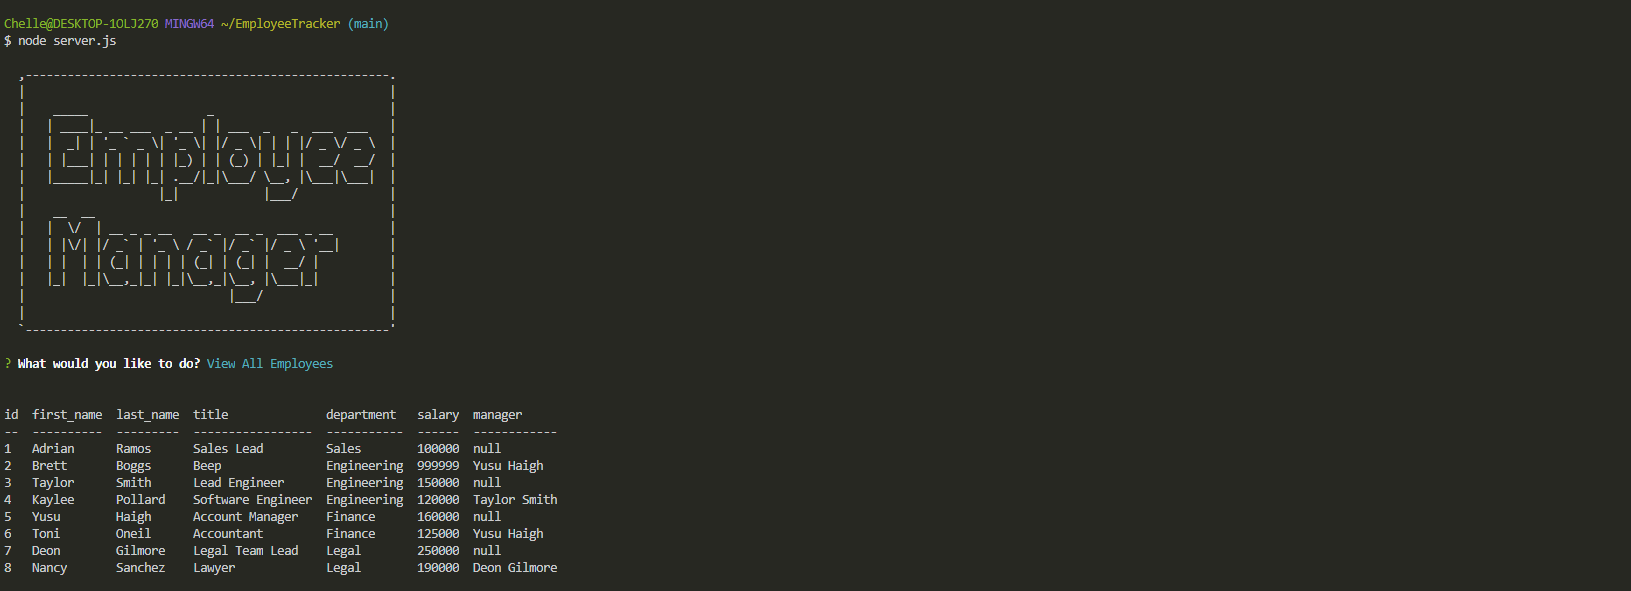 Chelle@DESKTOP-1OLJ270 MINGW64 ~/EmployeeTracker (main)
$ node server.js
Employee
Manager
? What would you like to do? View All Employees
id  first_name  last_name  title              department   salary  manager
--  ----------  ---------  -----------------  -----------  ------  ------------
1   Adrian      Ramos      Sales Lead         Sales        100000  null
2   Brett       Boggs      Beep               Engineering  999999  Yusu Haigh
3   Taylor      Smith      Lead Engineer      Engineering  150000  null
4   Kaylee      Pollard    Software Engineer  Engineering  120000  Taylor Smith
5   Yusu        Haigh      Account Manager    Finance      160000  null
6   Toni        Oneil      Accountant         Finance      125000  Yusu Haigh
7   Deon        Gilmore    Legal Team Lead    Legal        250000  null
8   Nancy       Sanchez    Lawyer             Legal        190000  Deon Gilmore